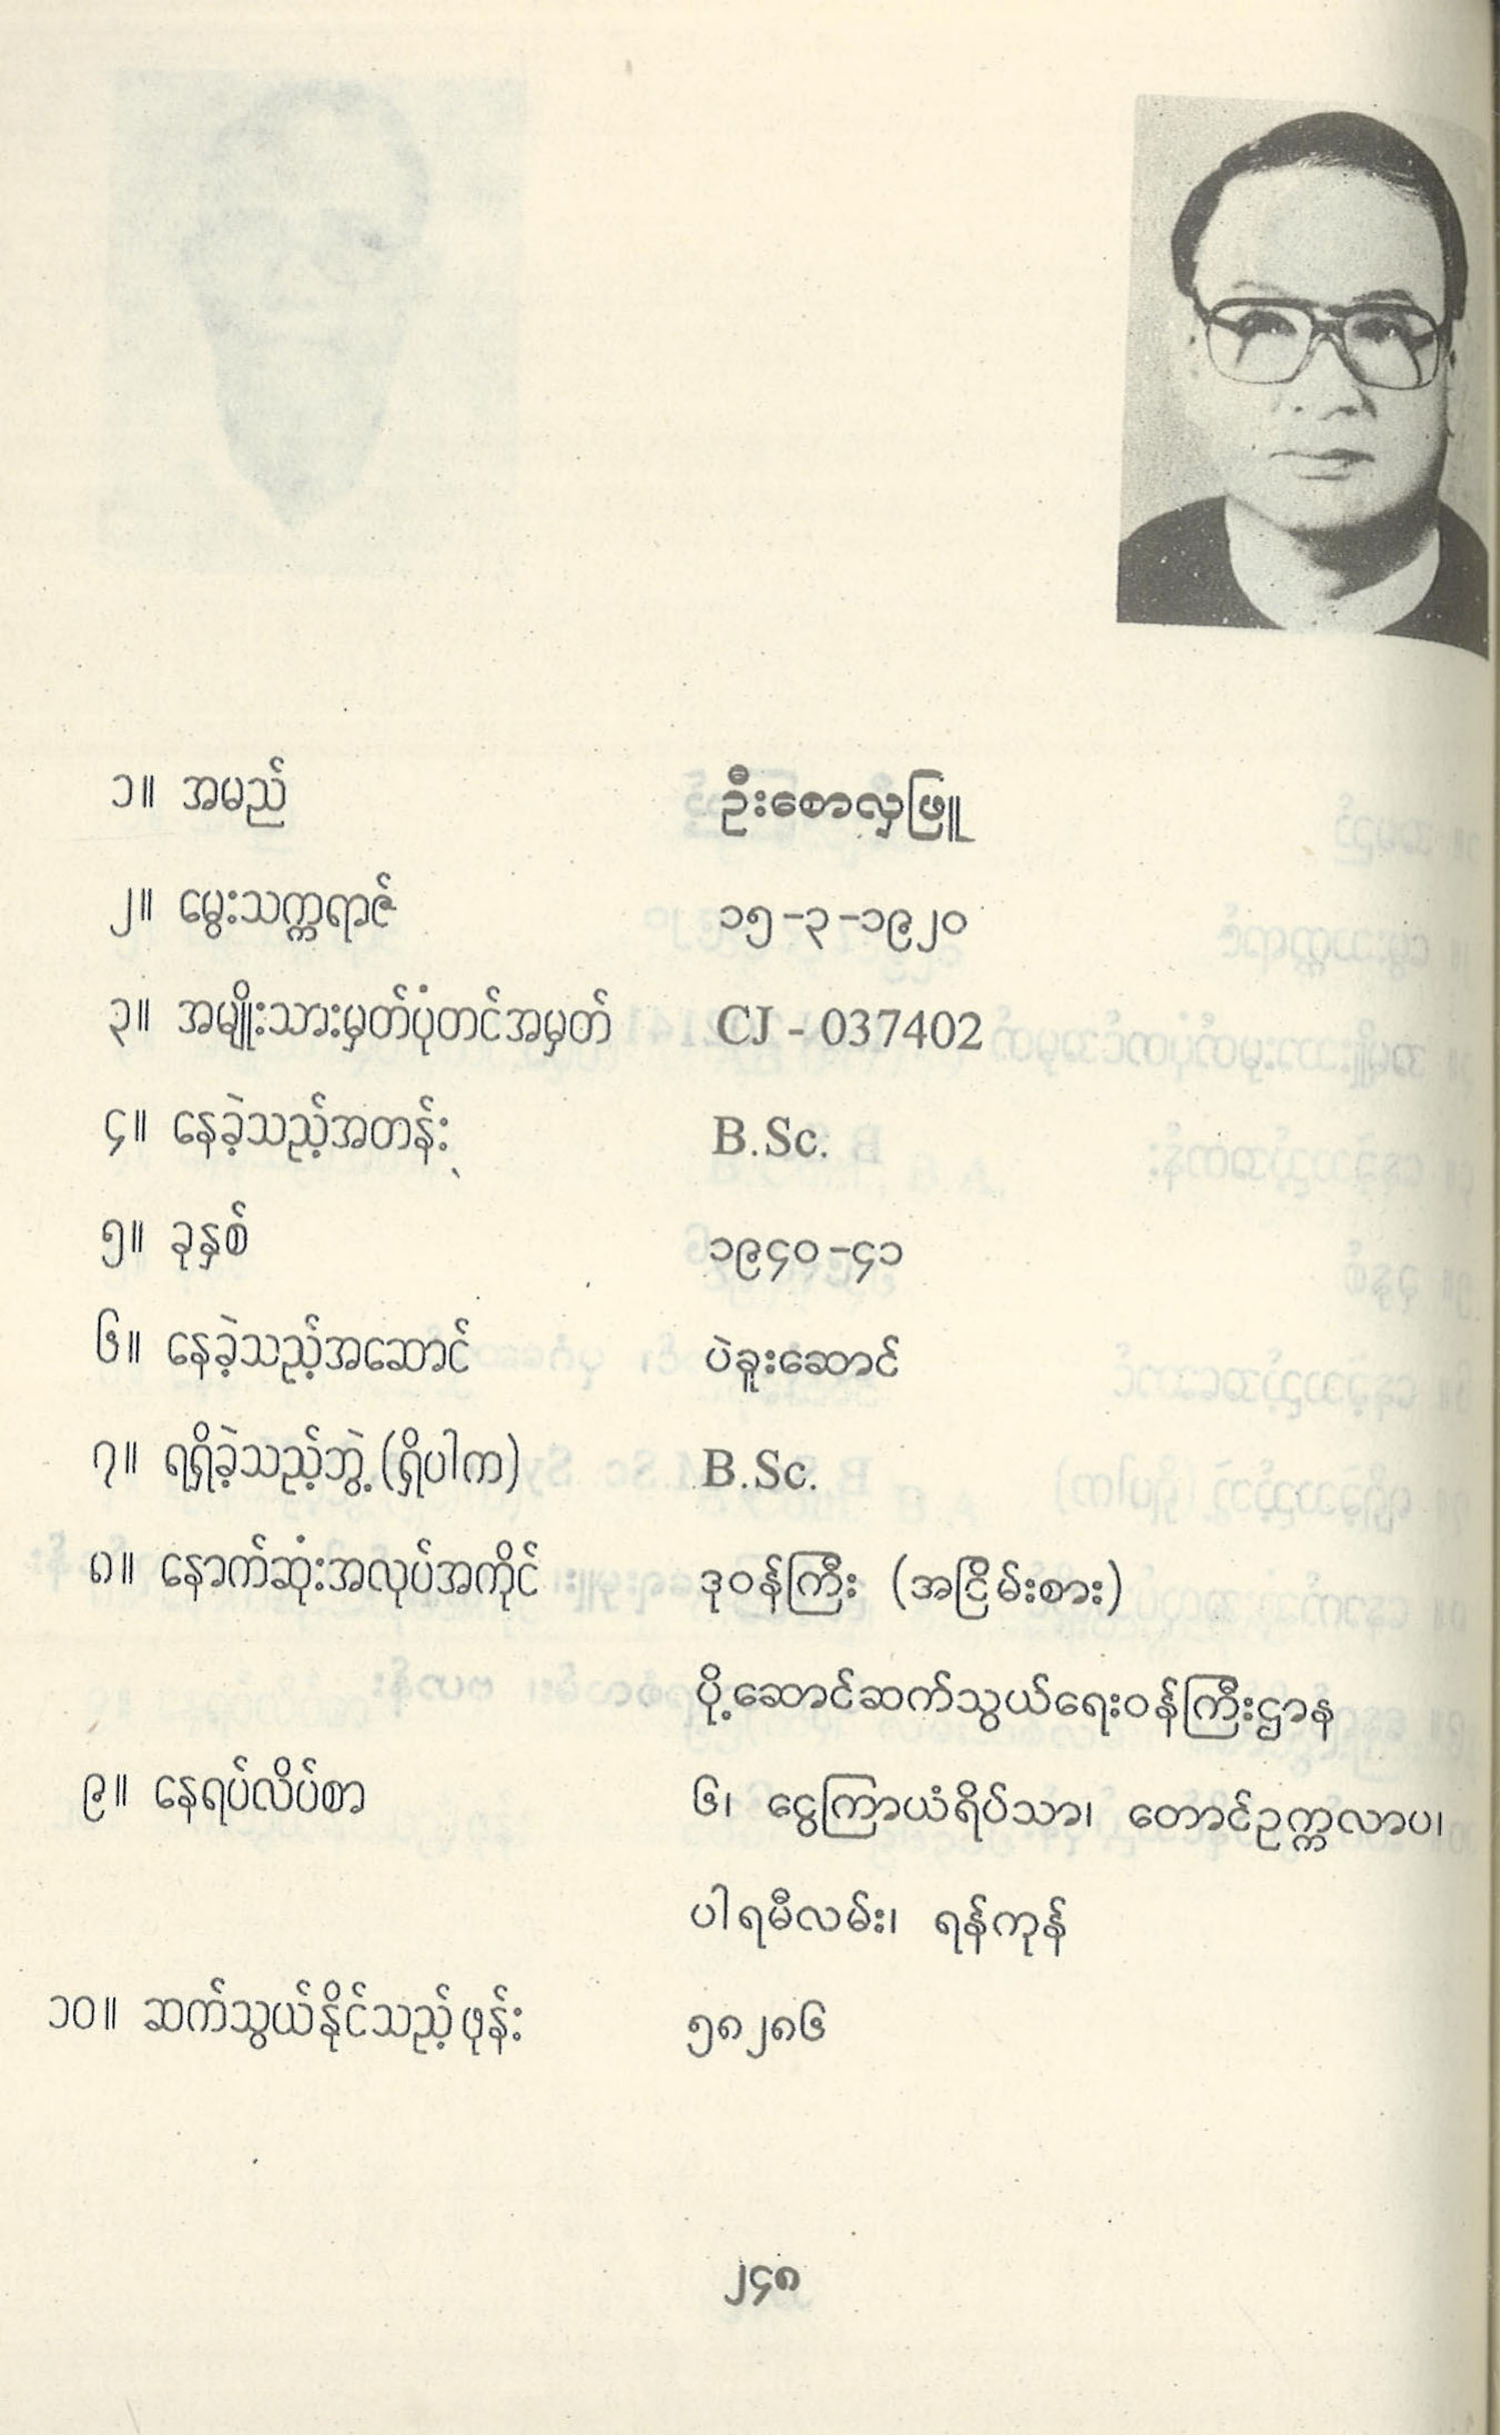 ၁။ အမည် ဦးစောလှဖြူ
၂။ မွေးသက္ကရာဇ် ၁၅-၃-၁၉၂၀
၃။ အမျိုးသားမှတ်ပုံတင်အမှတ် CJ - 037402
၄။ နေခဲ့သည့်အတန်း B.Sc.
၅။ ခုနှစ် ၁၉၄၀-၄၁
၆။ နေခဲ့သည့်အဆောင် ပဲခူးဆောင်
၇။ ရရှိခဲ့သည့်ဘွဲ့(ရှိပါက) B.Sc.
၈။ နောက်ဆုံးအလုပ်အကိုင် ဒုဝန်ကြီး (အငြိမ်းစား)
ပို့ဆောင်ဆက်သွယ်ရေးဝန်ကြီးဌာန
၉။ နေရပ်လိပ်စာ ၆၊ ငွေကြာယံရိပ်သာ၊ တောင်ဥက္ကလာပ၊
ပါရမီလမ်း၊ ရန်ကုန်
၁၀။ ဆက်သွယ်နိုင်သည့်ဖုန်း ၅၈၂၈၆
၂၄၈